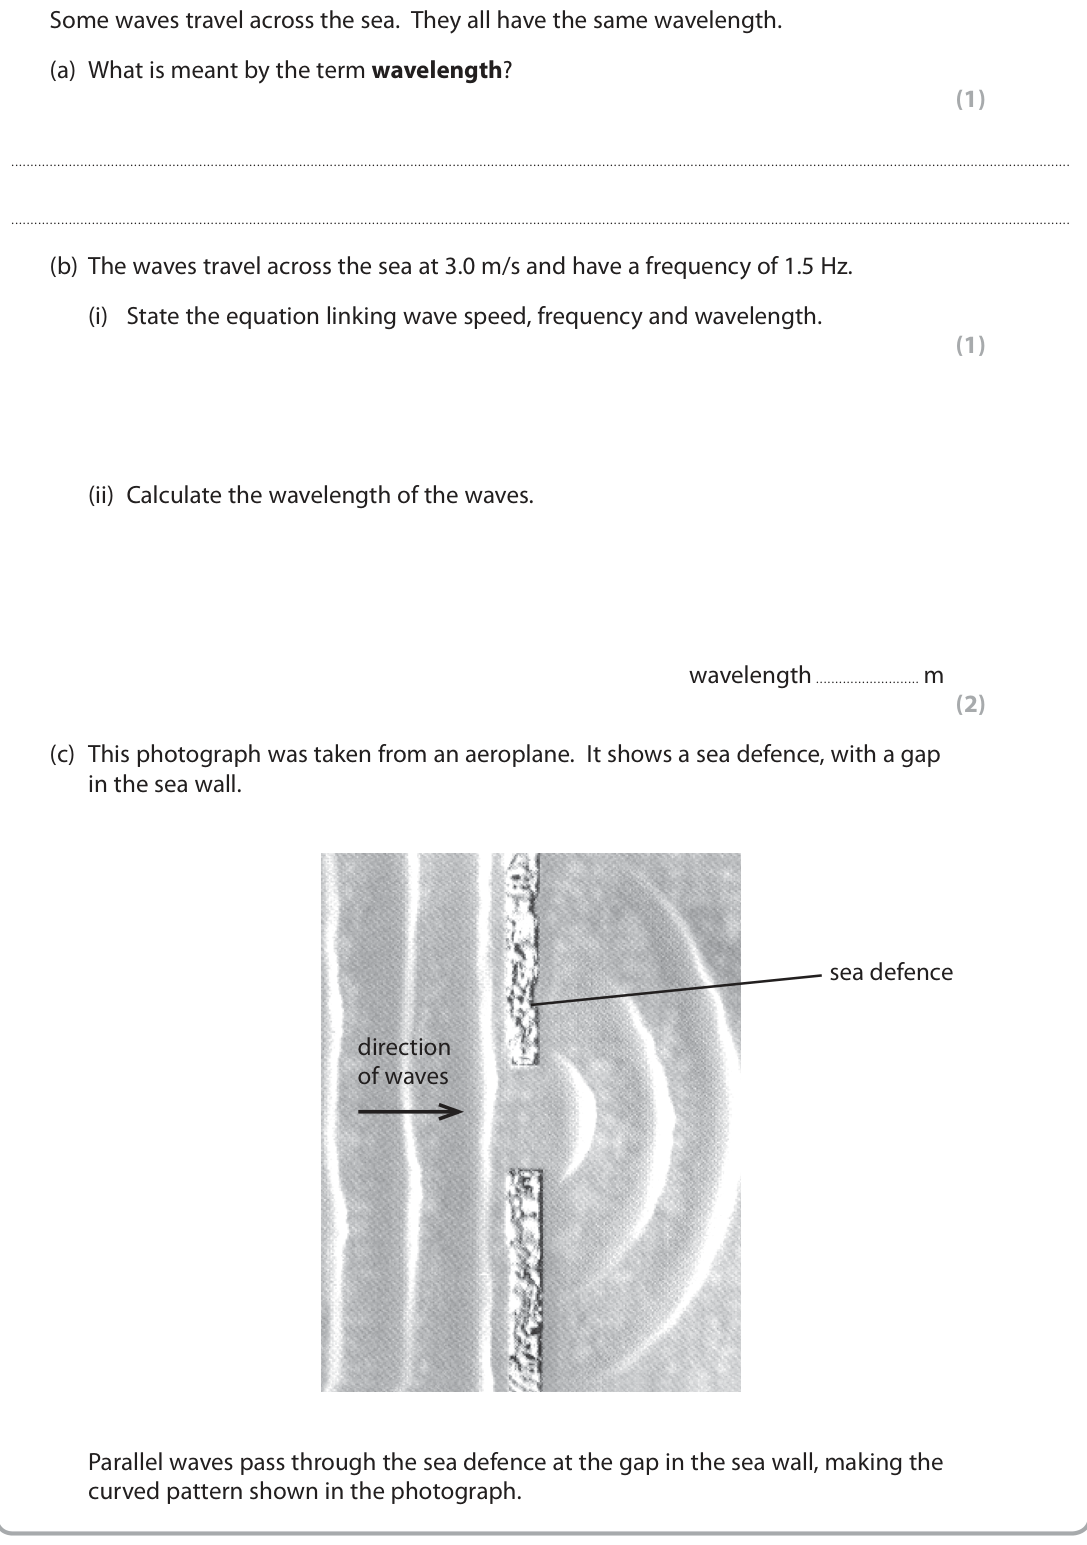 Some waves travel across the sea. They all have the same wavelength.
(a) What is meant by the term wavelength?
(1)
(b) The waves travel across the sea at 3.0 m/s and have a frequency of 1.5 Hz.
(i) State the equation linking wave speed, frequency and wavelength.
(1)
(ii) Calculate the wavelength of the waves.
wavelength ........................... m
(2)
(c) This photograph was taken from an aeroplane. It shows a sea defence, with a gap
in the sea wall.
sea defence
direction
of waves
Parallel waves pass through the sea defence at the gap in the sea wall, making the
curved pattern shown in the photograph.